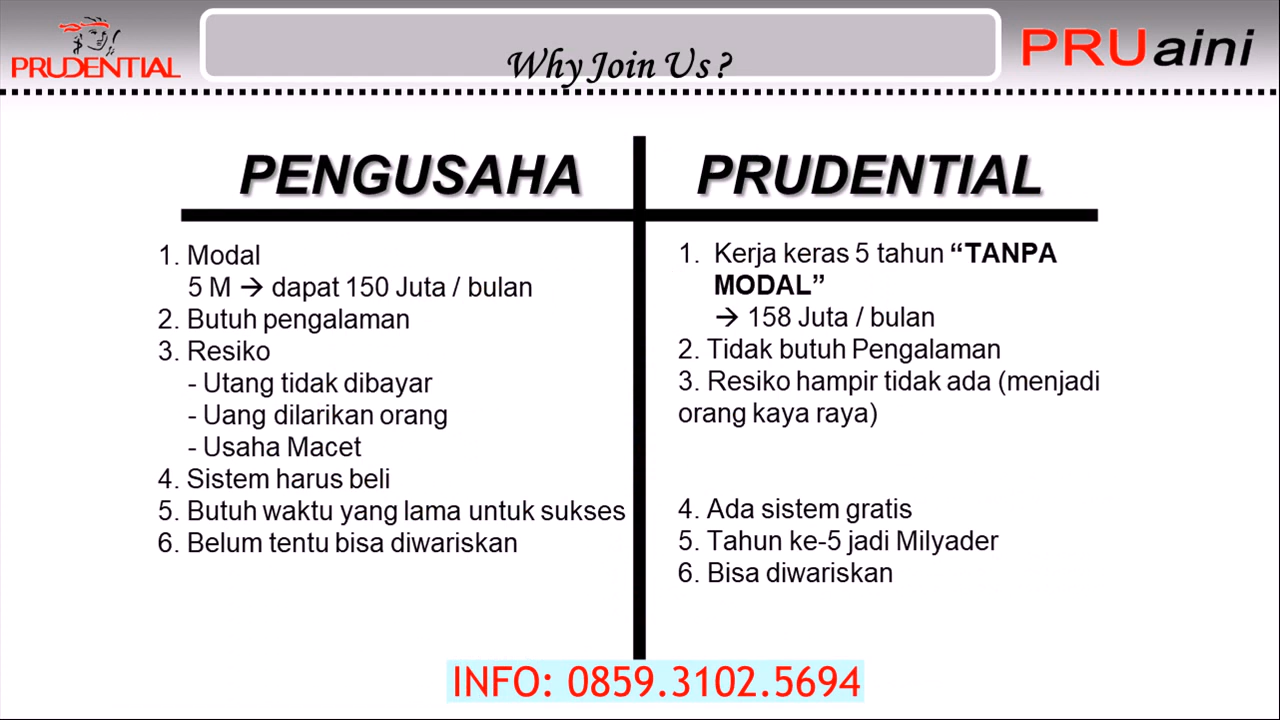 PRUDENTIAL
Why Join Us ?
PRUaini
PENGUSAHA
1. Modal
5 M → dapat 150 Juta / bulan
2. Butuh pengalaman
3. Resiko
- Utang tidak dibayar
- Uang dilarikan orang
- Usaha Macet
4. Sistem harus beli
5. Butuh waktu yang lama untuk sukses
6. Belum tentu bisa diwariskan
PRUDENTIAL
1. Kerja keras 5 tahun “TANPA
MODAL”
→ 158 Juta / bulan
2. Tidak butuh Pengalaman
3. Resiko hampir tidak ada (menjadi
orang kaya raya)
4. Ada sistem gratis
5. Tahun ke-5 jadi Milyader
6. Bisa diwariskan
INFO: 0859.3102.5694